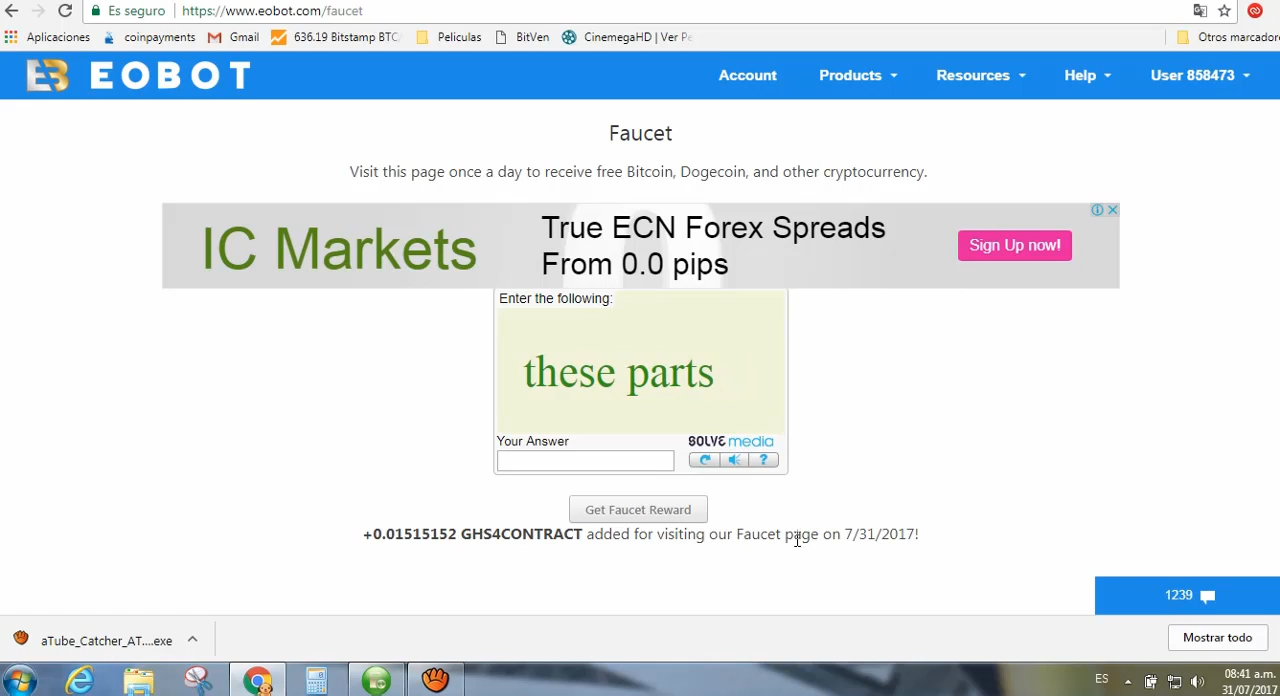 Es seguro | https://www.eobot.com/faucet
Aplicaciones coinpayments Gmail 636.19 Bitstamp BTC/ Peliculas BitVen CinemegaHD | Ver Pe Otros marcador
EOBOT Account Products Resources Help User 858473
Faucet
Visit this page once a day to receive free Bitcoin, Dogecoin, and other cryptocurrency.
IC Markets
True ECN Forex Spreads
From 0.0 pips
Sign Up now!
Enter the following:
these parts
Your Answer
SOLVE media
?
Get Faucet Reward
+0.01515152 GHS4CONTRACT added for visiting our Faucet page on 7/31/2017!
1239
aTube_Catcher_AT....exe
Mostrar todo
ES
08:41 a.m.
31/07/2017